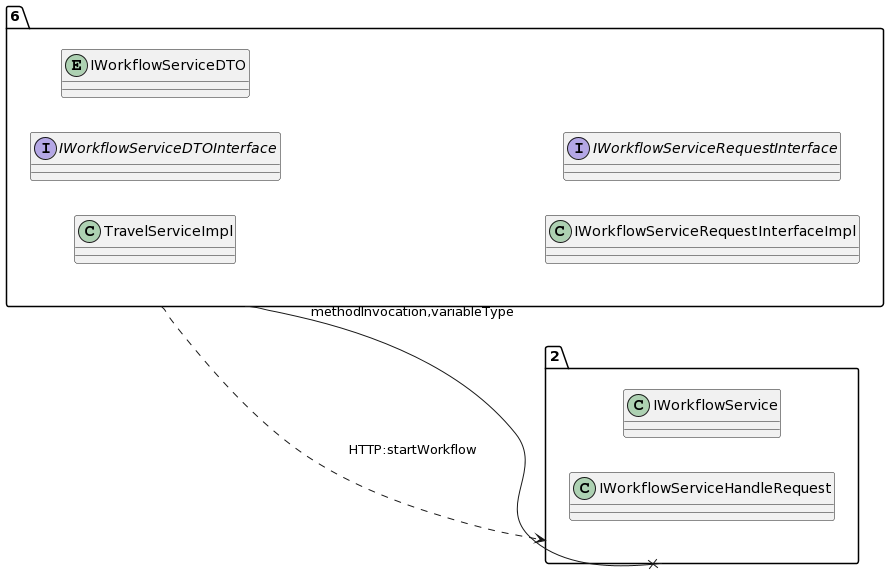 6
E IWorkflowServiceDTO
I IWorkflowServiceDTOInterface
I IWorkflowServiceRequestInterface
C TravelServiceImpl
C IWorkflowServiceRequestInterfaceImpl
methodInvocation,variableType
2
C IWorkflowService
HTTP:startWorkflow
C IWorkflowServiceHandleRequest